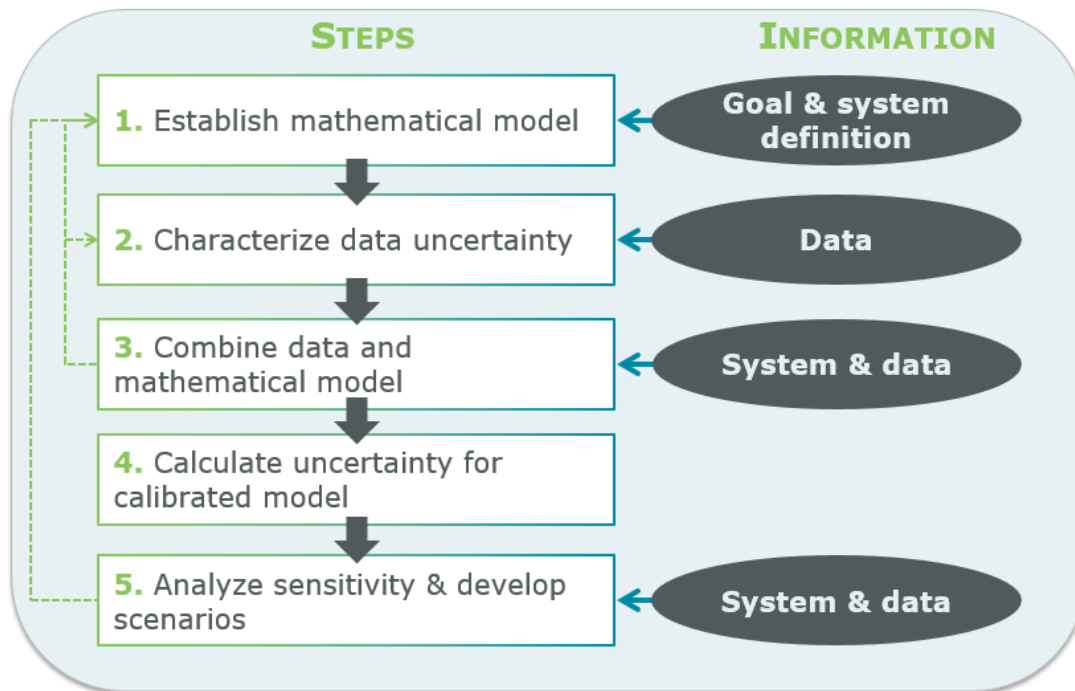 STEPS
INFORMATION
1. Establish mathematical model
Goal & system
definition
2. Characterize data uncertainty
Data
3. Combine data and
mathematical model
System & data
4. Calculate uncertainty for
calibrated model
5. Analyze sensitivity & develop
scenarios
System & data